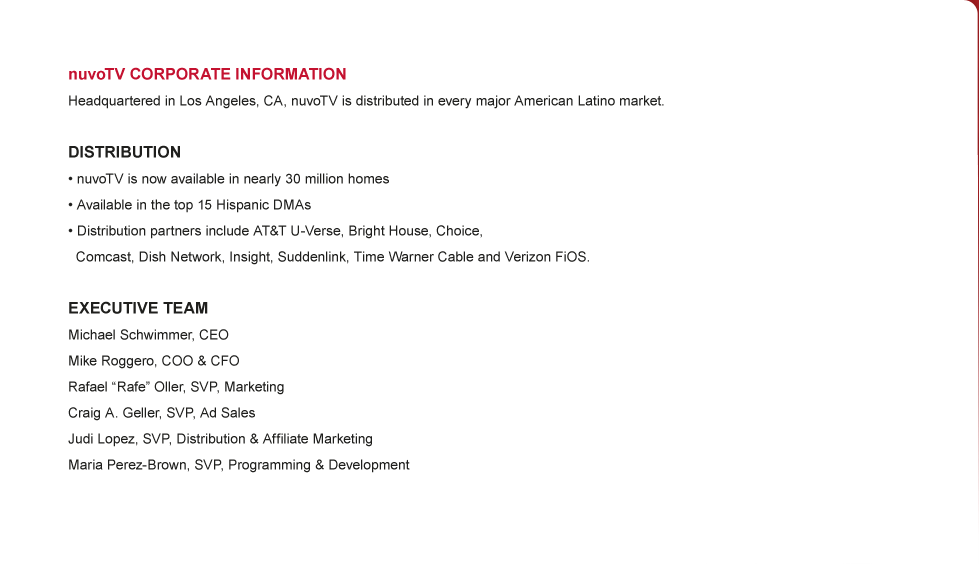 nuvoTV CORPORATE INFORMATION
Headquartered in Los Angeles, CA, nuvoTV is distributed in every major American Latino market.
DISTRIBUTION
• nuvoTV is now available in nearly 30 million homes
• Available in the top 15 Hispanic DMAs
• Distribution partners include AT&T U-Verse, Bright House, Choice,
Comcast, Dish Network, Insight, Suddenlink, Time Warner Cable and Verizon FiOS.
EXECUTIVE TEAM
Michael Schwimmer, CEO
Mike Roggero, COO & CFO
Rafael “Rafe” Oller, SVP, Marketing
Craig A. Geller, SVP, Ad Sales
Judi Lopez, SVP, Distribution & Affiliate Marketing
Maria Perez-Brown, SVP, Programming & Development